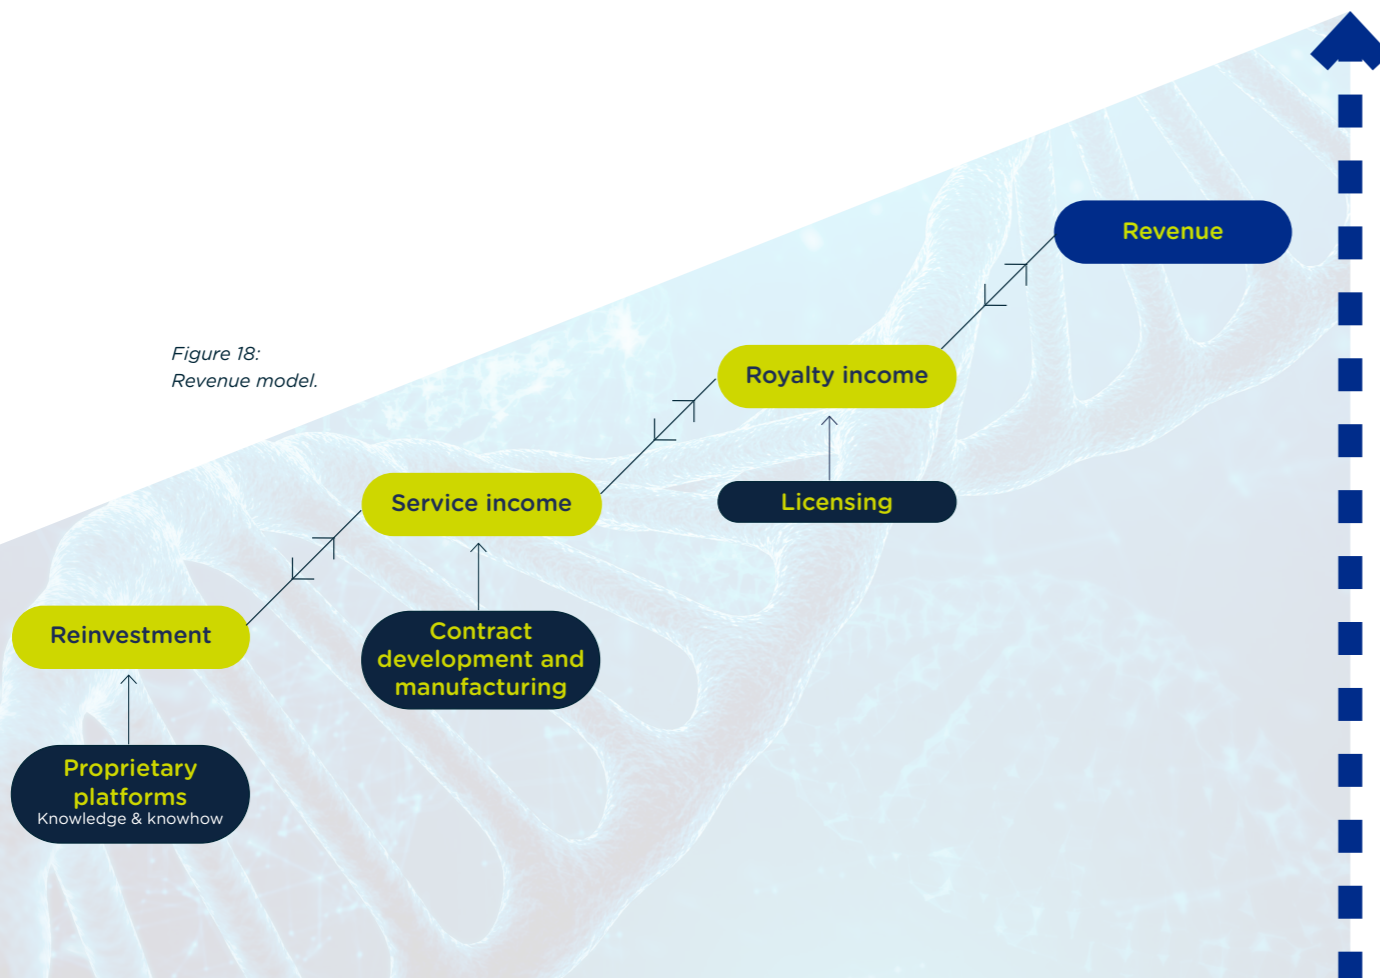 Revenue
Figure 18:
Revenue model.
Royalty income
Service income
Licensing
Reinvestment
Contract
development and
manufacturing
Proprietary
platforms
Knowledge & knowhow